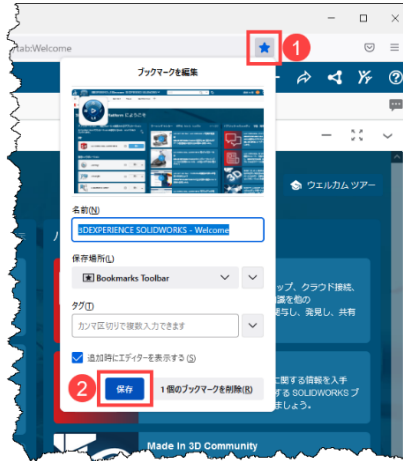 tab:Welcome
1
ブックマークを編集
Platform にようこそ
ウェルカム ツアー
名前(N)
3DEXPERIENCE SOLIDWORKS - Welcome
保存場所(L)
Bookmarks Toolbar
ップ、クラウド接続、
識を他の
与し、発見し、共有
タグ(T)
カンマ区切りで複数入力できます
追加時にエディターを表示する(S)
2
保存
1 個のブックマークを削除(R)
に関する情報を入手
する SOLIDWORKS ブ
ましょう。
Made In 3D Community